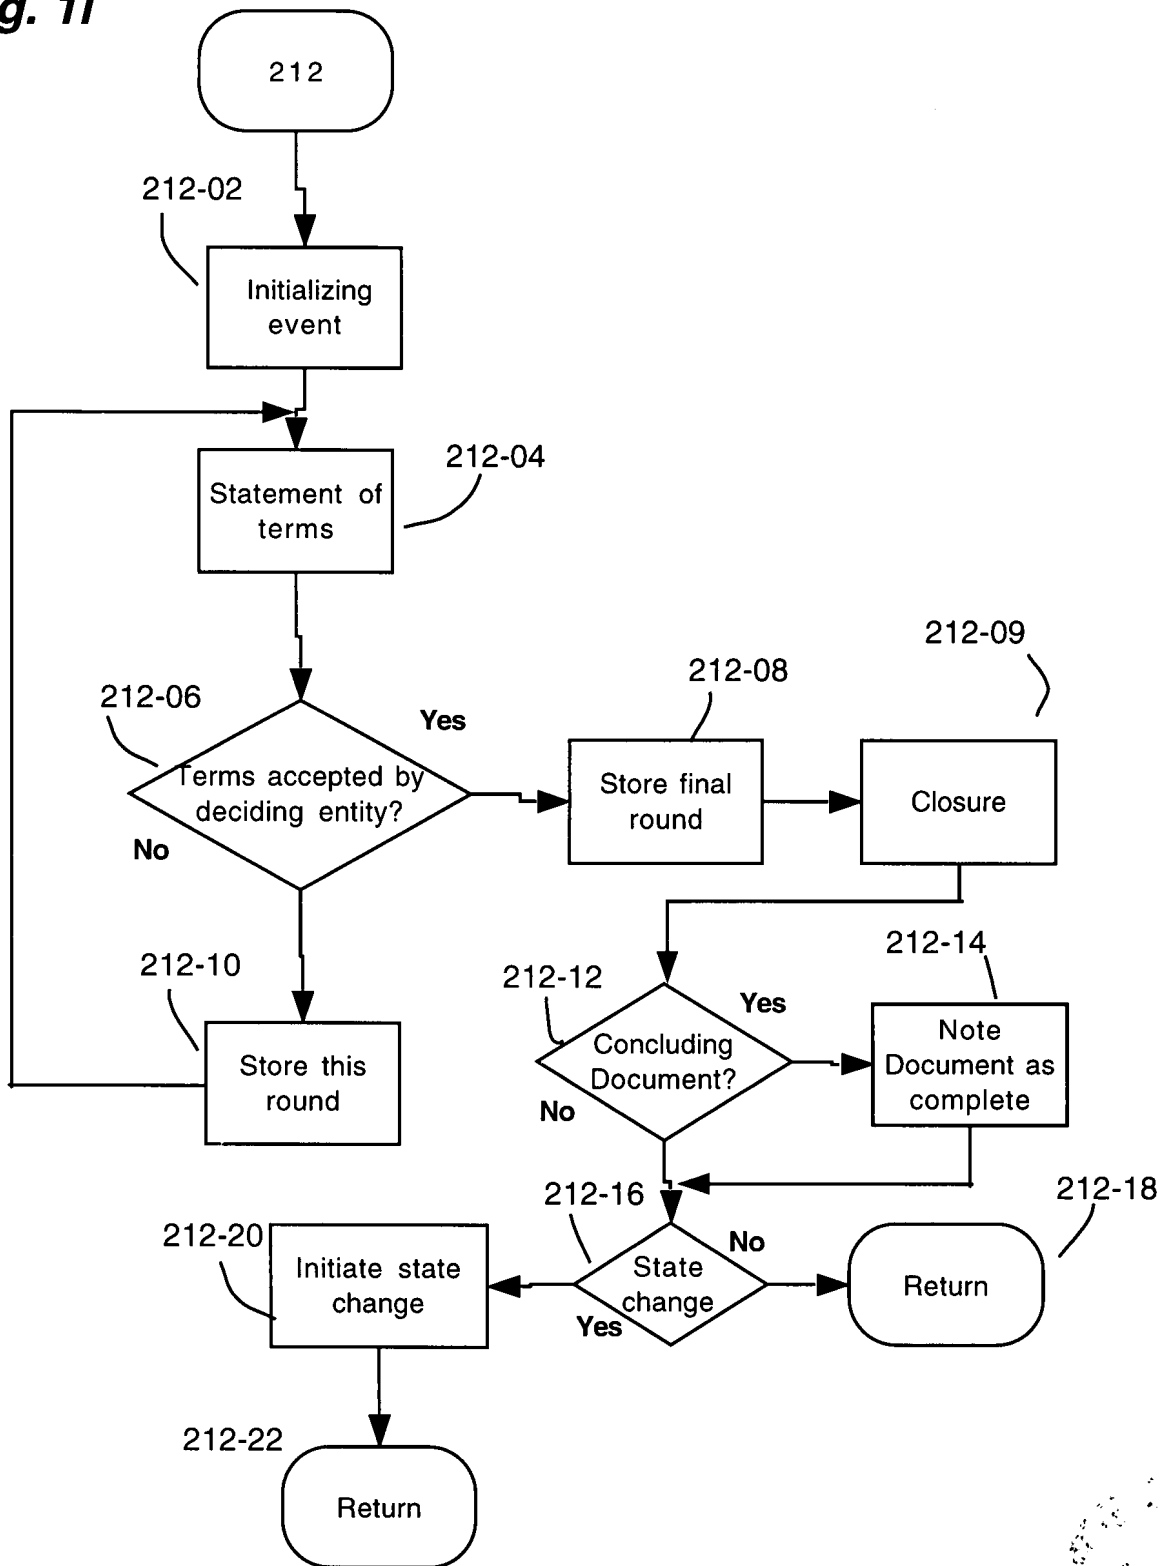 g. 1i
212
212-02
Initializing
event
212-04
Statement of
terms
212-09
212-08
212-06
Yes
Terms accepted by
deciding entity?
No
Store final
round
Closure
212-14
212-10
212-12
Yes
Store this
round
Concluding
Document?
No
Note
Document as
complete
212-16
212-18
212-20
No
Initiate state
change
State
change
Yes
Return
212-22
Return